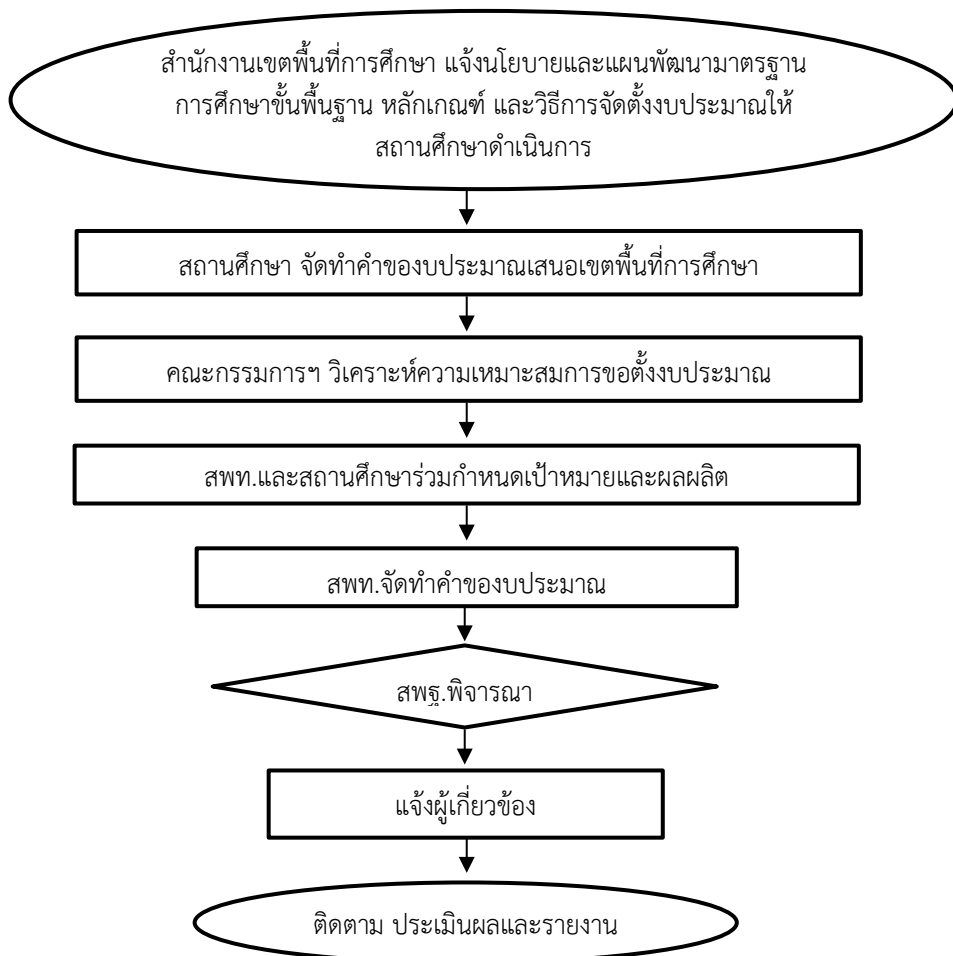 สำนักงานเขตพื้นที่การศึกษา แจ้งนโยบายและแผนพัฒนามาตรฐาน
การศึกษาขั้นพื้นฐาน หลักเกณฑ์ และวิธีการจัดตั้งงบประมาณให้
สถานศึกษาดำเนินการ
สถานศึกษา จัดทำคำของบประมาณเสนอเขตพื้นที่การศึกษา
คณะกรรมการฯ วิเคราะห์ความเหมาะสมการขอตั้งงบประมาณ
สพท.และสถานศึกษาร่วมกำหนดเป้าหมายและผลผลิต
สพท.จัดทำคำของบประมาณ
สพฐ.พิจารณา
แจ้งผู้เกี่ยวข้อง
ติดตาม ประเมินผลและรายงาน